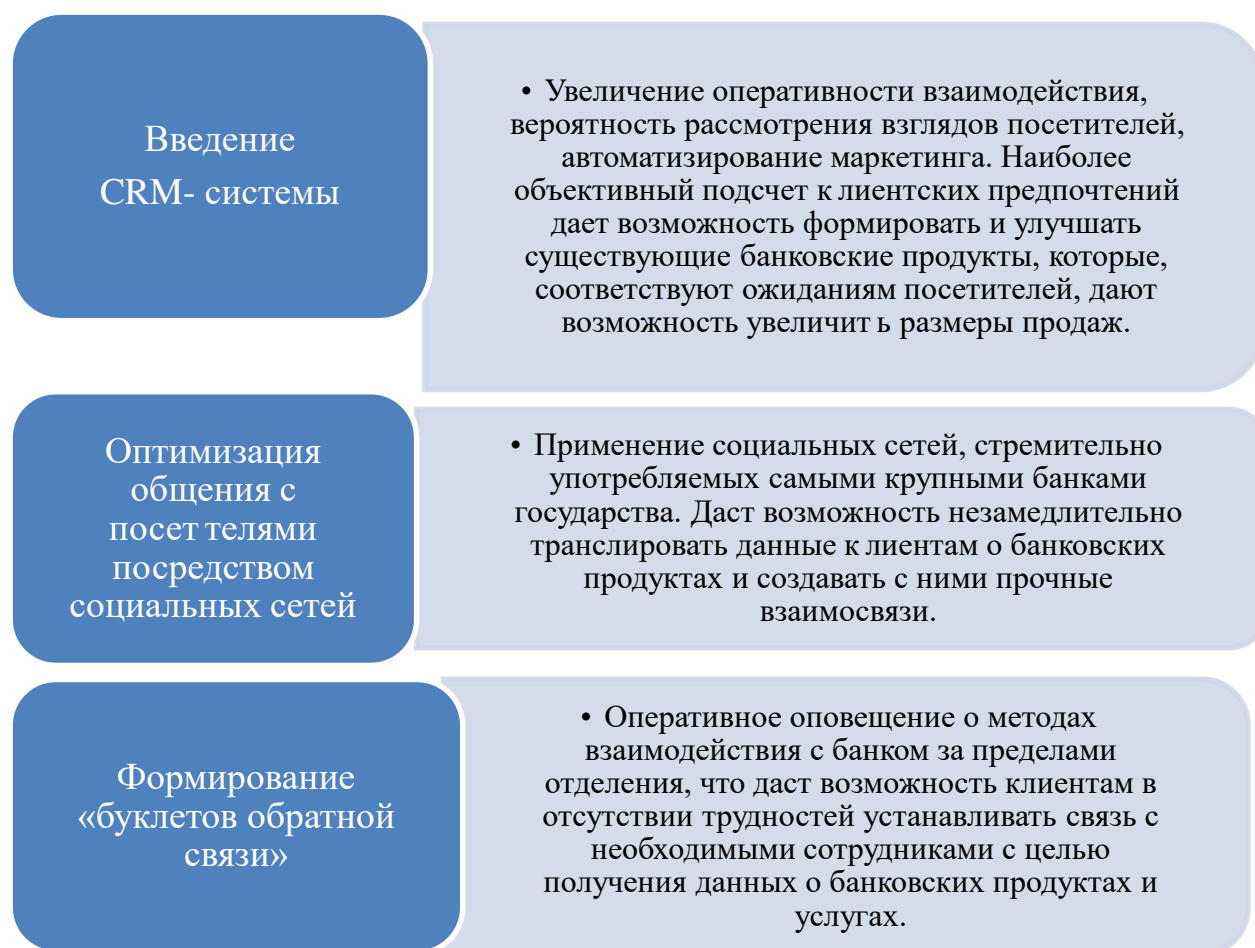 Введение
CRM- системы
• Увеличение оперативности взаимодействия,
вероятность рассмотрения взглядов посетителей,
автоматизирование маркетинга. Наиболее
объективный подсчет к лиентских предпочтений
дает возможность формировать и улучшать
существующие банковские продукты, которые,
соответствуют ожиданиям посетителей, дают
возможность увеличит ь размеры продаж.
Оптимизация
общения с
посет телями
посредством
социальных сетей
• Применение социальных сетей, стремительно
употребляемых самыми крупными банками
государства. Даст возможность незамедлительно
транслировать данные к лиентам о банковских
продуктах и создавать с ними прочные
взаимосвязи.
Формирование
«буклетов обратной
связи»
• Оперативное оповещение о методах
взаимодействия с банком за пределами
отделения, что даст возможность клиентам в
отсутствии трудностей устанавливать связь с
необходимыми сотрудниками с целью
получения данных о банковских продуктах и
услугах.